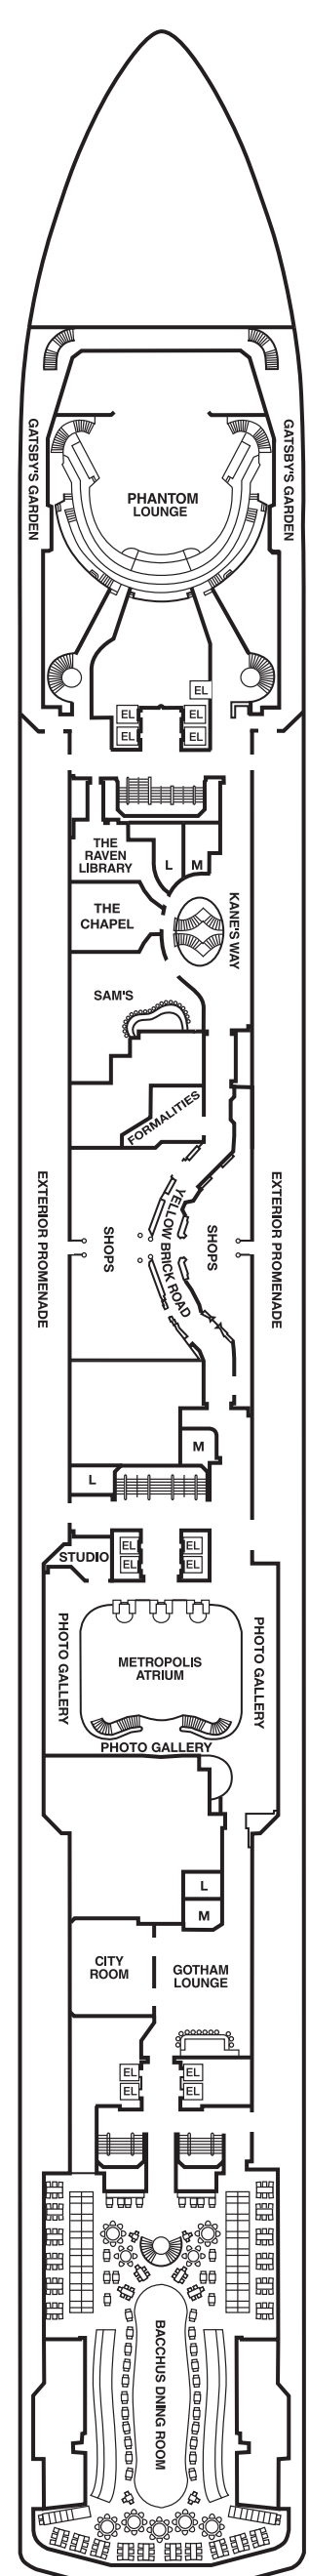 GATSBY'S GARDEN
GATSBY'S GARDEN
PHANTOM
LOUNGE
EL
EL
EL
EL
EL
THE
RAVEN
LIBRARY
L
M
THE
CHAPEL
KANE'S WAY
SAM'S
FORMALITIES
EXTERIOR PROMENADE
SHOPS
YELLOW BRICK ROAD
SHOPS
EXTERIOR PROMENADE
M
L
EL
EL
EL
EL
STUDIO
PHOTO GALLERY
METROPOLIS
ATRIUM
PHOTO GALLERY
PHOTO GALLERY
L
M
CITY
ROOM
GOTHAM
LOUNGE
EL
EL
EL
EL
BACCHUS DNING ROOM